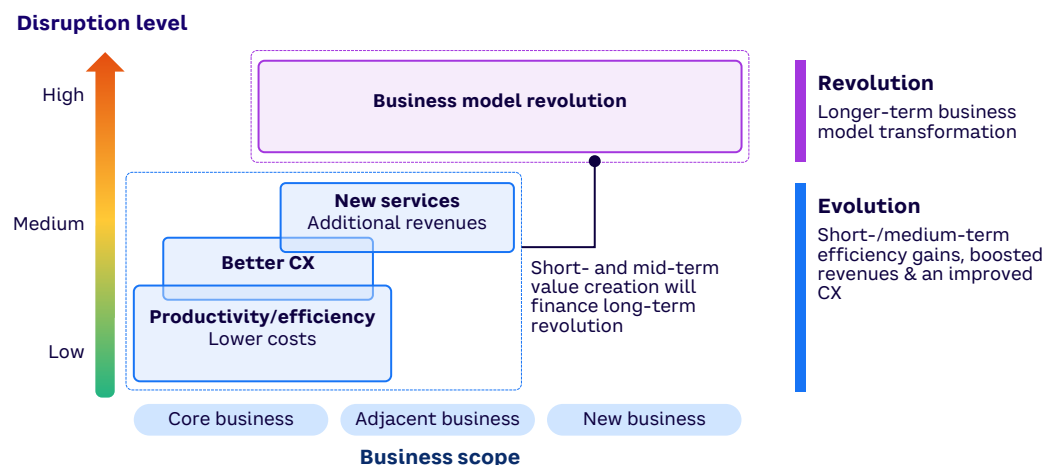 Disruption level
High
Medium
Low
Business model revolution
New services
Additional revenues
Better CX
Productivity/efficiency
Lower costs
Short- and mid-term
value creation will
finance long-term
revolution
Revolution
Longer-term business
model transformation
Evolution
Short-/medium-term
efficiency gains, boosted
revenues & an improved
CX
Core business
Adjacent business
New business
Business scope